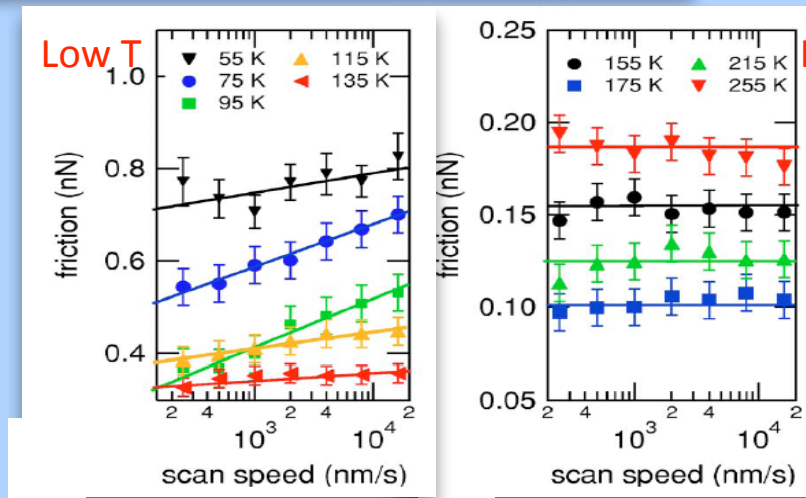 Low T
55 K
75 K
95 K
115 K
135 K
1.0
0.8
0.6
0.4
friction (nN)
2 4 2 4 2
10³ 10⁴
scan speed (nm/s)
155 K
175 K
215 K
255 K
0.25
0.20
0.15
0.10
0.05
friction (nN)
2 4 2 4 2
10³ 10⁴
scan speed (nm/s)